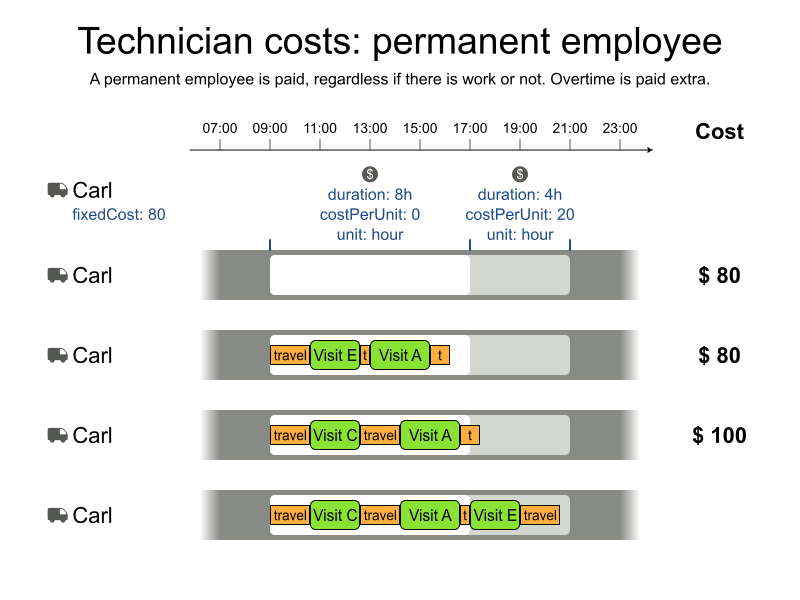 Technician costs: permanent employee
A permanent employee is paid, regardless if there is work or not. Overtime is paid extra.
07:00 09:00 11:00 13:00 15:00 17:00 19:00 21:00 23:00 Cost
$ $
Carl duration: 8h duration: 4h
fixedCost: 80 costPerUnit: 0 costPerUnit: 20
unit: hour unit: hour
Carl $ 80
Carl travel Visit E t Visit A t $ 80
Carl travel Visit C travel Visit A t $ 100
Carl travel Visit C travel Visit A t Visit E travel